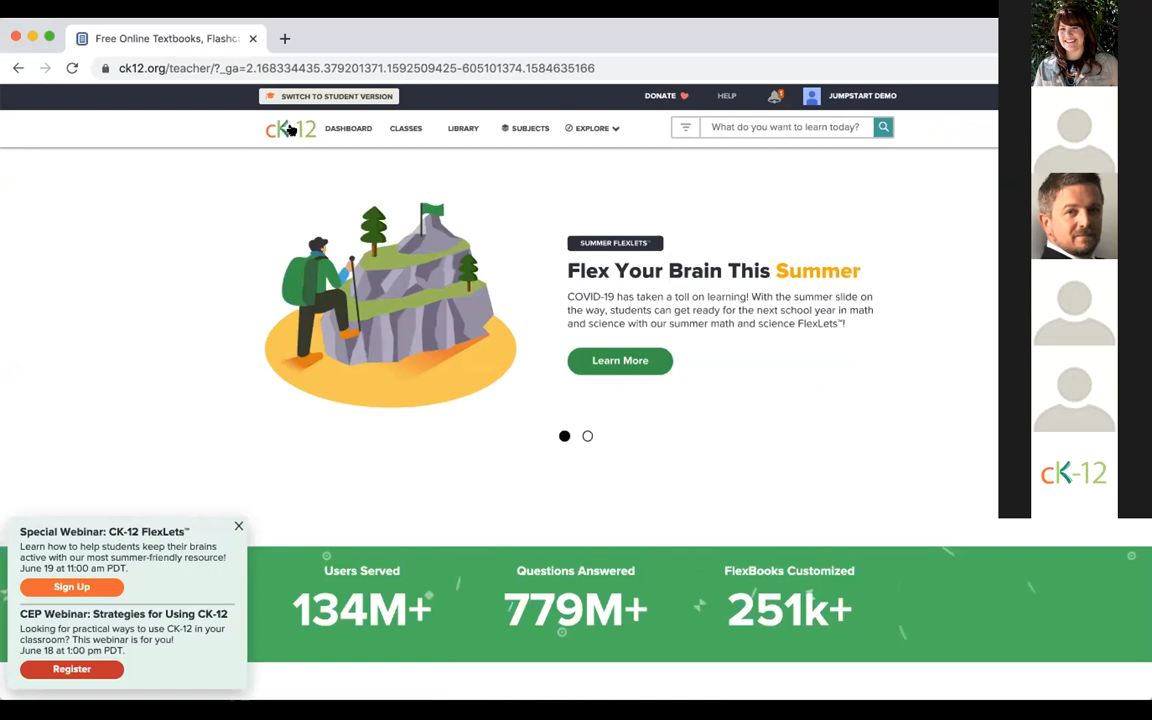 Free Online Textbooks, Flashc
ck12.org/teacher/?_ga=2.168334435.379201371.1592509425-605101374.1584635166
SWITCH TO STUDENT VERSION
DONATE
HELP
JUMPSTART DEMO
cK-12
DASHBOARD
CLASSES
LIBRARY
SUBJECTS
EXPLORE
What do you want to learn today?
SUMMER FLEXLETS™
Flex Your Brain This Summer
COVID-19 has taken a toll on learning! With the summer slide on
the way, students can get ready for the next school year in math
and science with our summer math and science FlexLets™!
Learn More
cK-12
Special Webinar: CK-12 FlexLets™
Learn how to help students keep their brains
active with our most summer-friendly resource!
June 19 at 11:00 am PDT.
Sign Up
CEP Webinar: Strategies for Using CK-12
Looking for practical ways to use CK-12 in your
classroom? This webinar is for you!
June 18 at 1:00 pm PDT.
Register
Users Served
134M+
Questions Answered
779M+
FlexBooks Customized
251k+